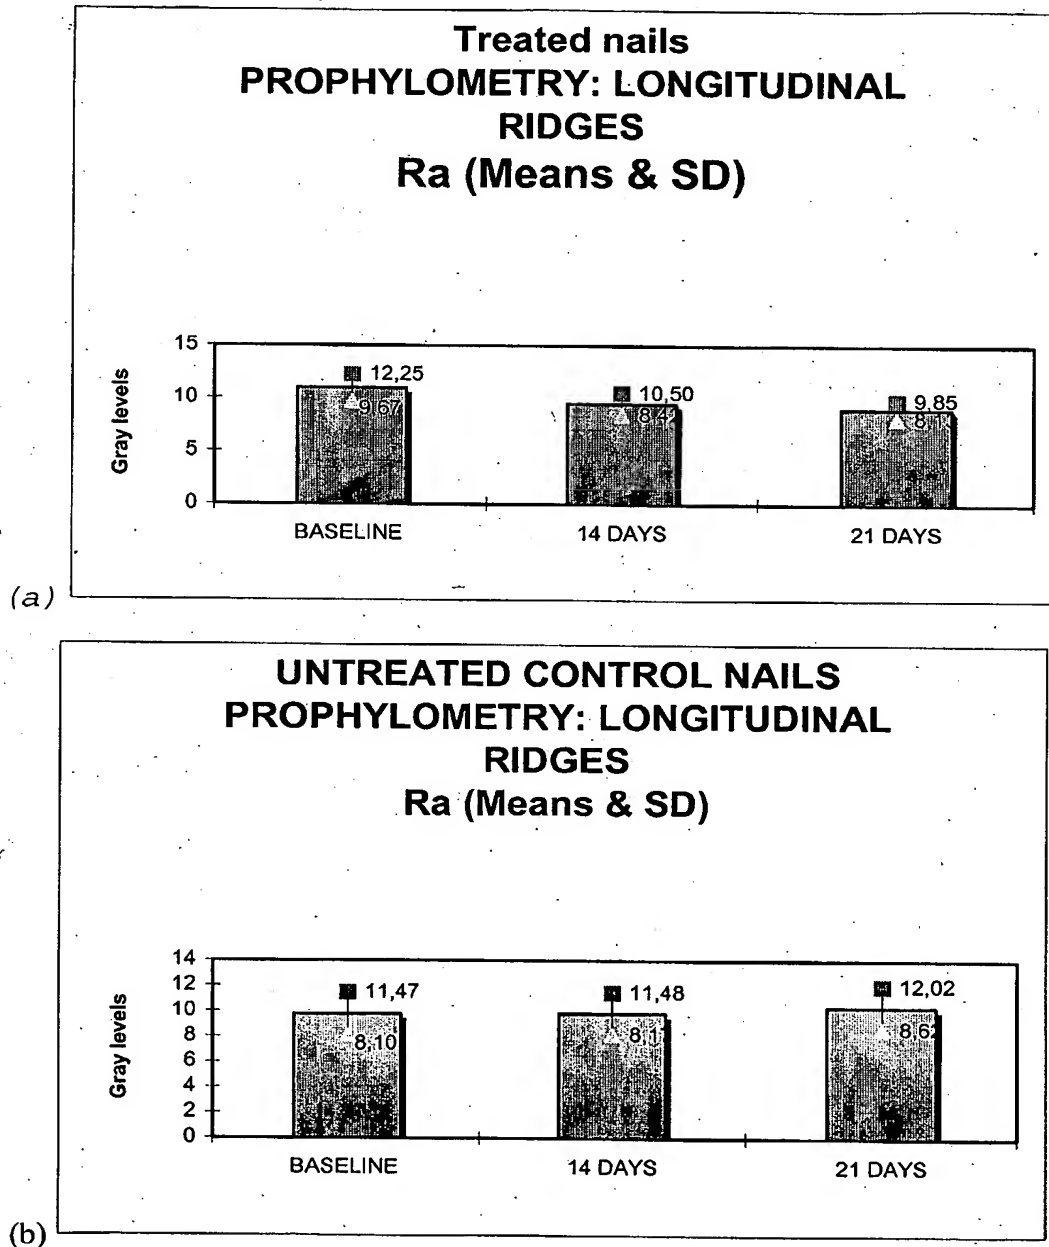 Treated nails
PROPHYLOMETRY: LONGITUDINAL
RIDGES
Ra (Means & SD)
Gray levels
15
10
5
0
12,25
9,67
10,50
9,85
BASELINE
14 DAYS
21 DAYS
(a)
UNTREATED CONTROL NAILS
PROPHYLOMETRY: LONGITUDINAL
RIDGES
Ra (Means & SD)
Gray levels
14
12
10
8
6
4
2
0
11,47
8,10
11,48
12,02
8,62
BASELINE
14 DAYS
21 DAYS
(b)